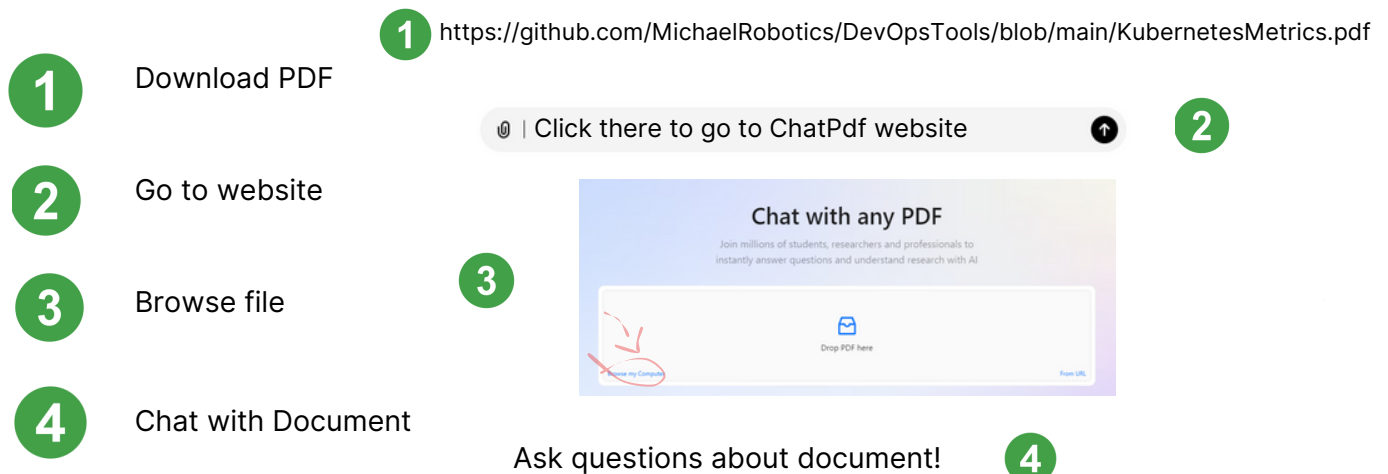 1 https://github.com/MichaelRobotics/DevOpsTools/blob/main/KubernetesMetrics.pdf
1 Download PDF
Click there to go to ChatPdf website 2
2 Go to website
Chat with any PDF
Join millions of students, researchers and professionals to
instantly answer questions and understand research with AI
3
3 Browse file
Drop PDF here
Browse my Computer From URL
4 Chat with Document
Ask questions about document! 4